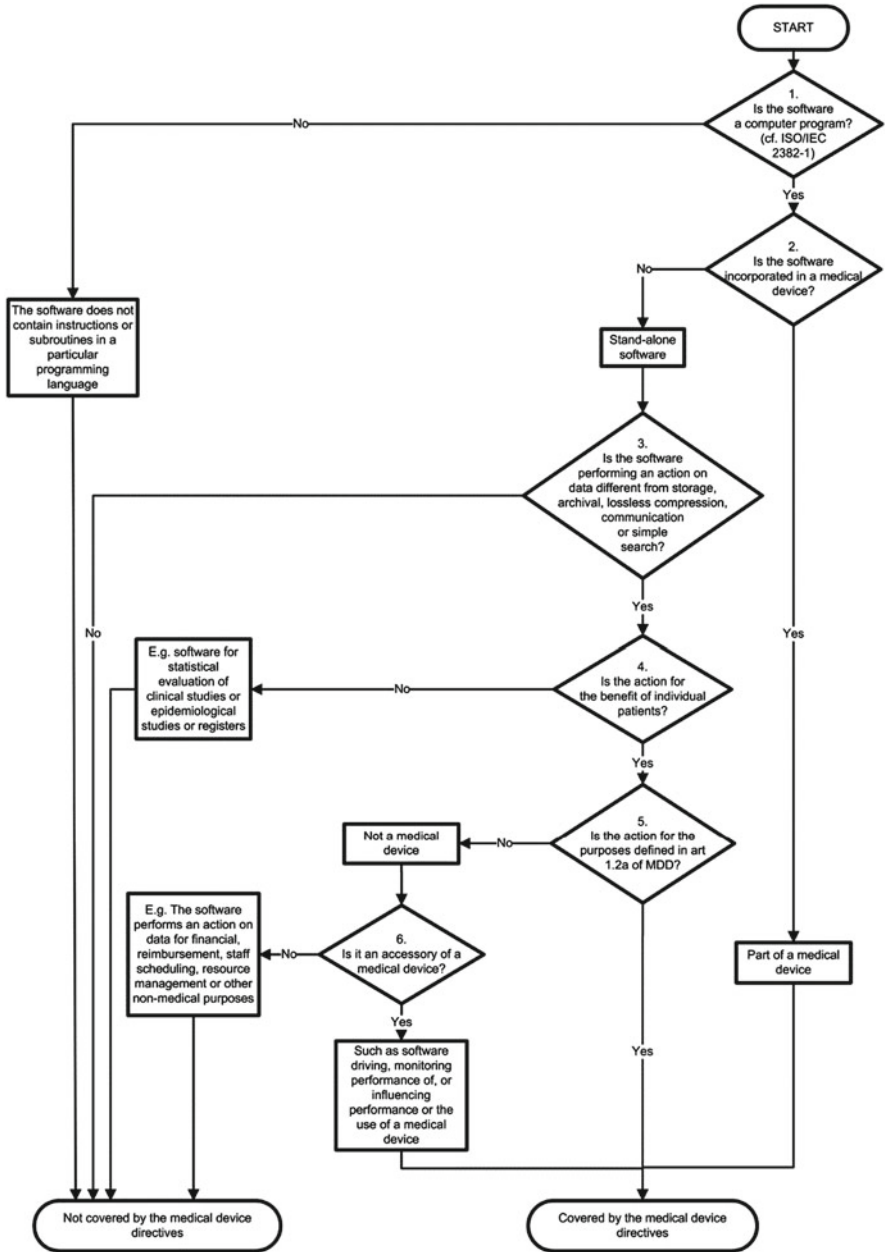 START
1.
Is the software
a computer program?
(cf. ISO/IEC
2382-1)
No
Yes
2.
Is the software
incorporated in a medical
device?
No
The software does not
contain instructions or
subroutines in a
particular
programming
language
Stand-alone
software
3.
Is the software
performing an action on
data different from storage,
archival, lossless compression,
communication
or simple
search?
No
Yes
Yes
E.g. software for
statistical
evaluation of
clinical studies or
epidemiological
studies or registers
No
4.
Is the action for
the benefit of individual
patients?
Yes
5.
Is the action for the
purposes defined in art
1.2a of MDD?
No
Not a medical
device
E.g. The software
performs an action on
data for financial,
reimbursement, staff
scheduling, resource
management or other
non-medical purposes
No
6.
Is it an accessory of a
medical device?
Part of a medical
device
Yes
Such as software
driving, monitoring
performance of, or
influencing
performance or the
use of a medical
device
Yes
Not covered by the medical device
directives
Covered by the medical device
directives